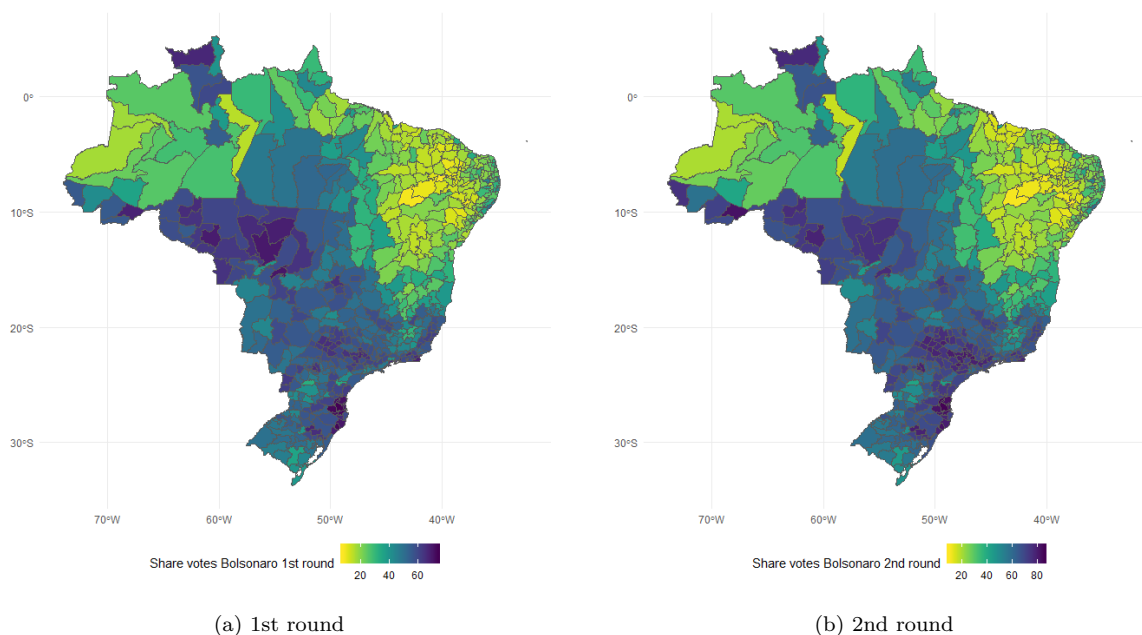 0°
10°S
20°S
30°S
70°W 60°W 50°W 40°W
Share votes Bolsonaro 1st round
20 40 60
(a) 1st round
0°
10°S
20°S
30°S
70°W 60°W 50°W 40°W
Share votes Bolsonaro 2nd round
20 40 60 80
(b) 2nd round